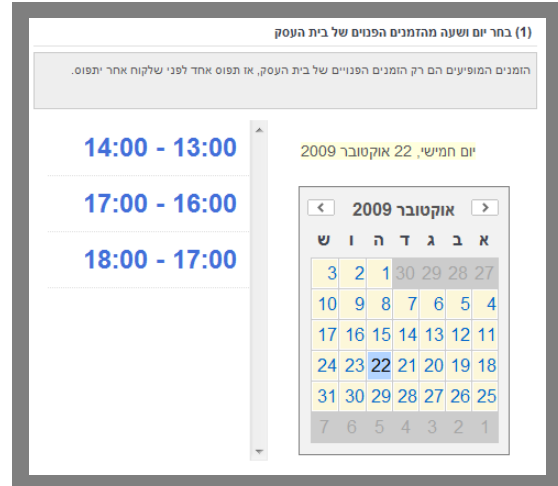 (1) בחר יום ושעה מהזמנים הפנוים של בית העסק
הזמנים המופיעים הם רק הזמנים הפנויים של בית העסק, אז תפוס אחד לפני שלקוח אחר יתפוס.
יום חמישי, 22 אוקטובר 2009
אוקטובר 2009
א ב ג ד ה ו ש
27 28 29 30 1 2 3
4 5 6 7 8 9 10
11 12 13 14 15 16 17
18 19 20 21 22 23 24
25 26 27 28 29 30 31
1 2 3 4 5 6 7
14:00 - 13:00
17:00 - 16:00
18:00 - 17:00